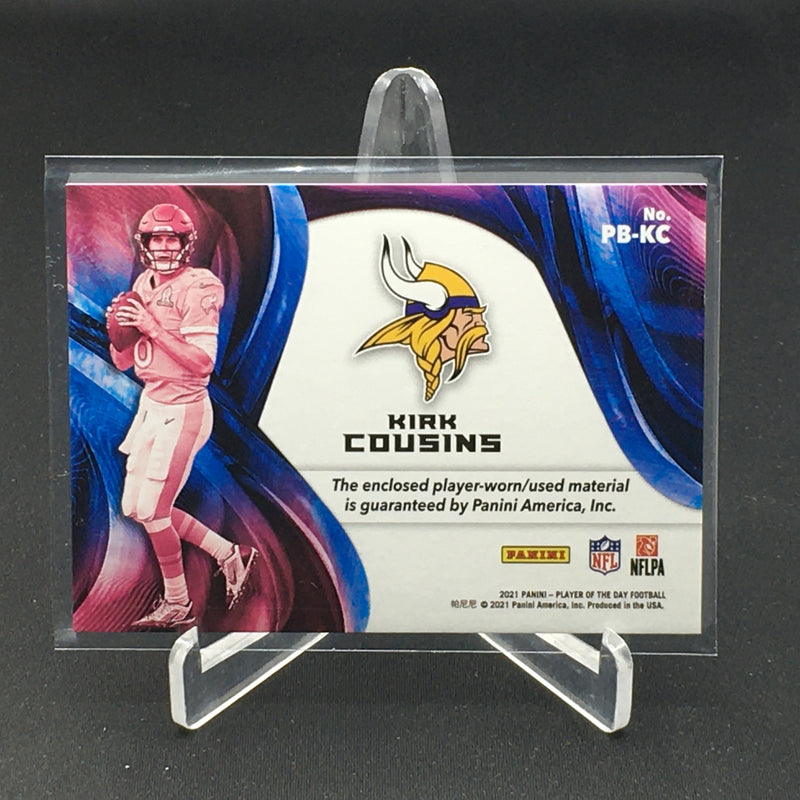 No.
PB-KC
KIRK
COUSINS
The enclosed player-worn/used material
is guaranteed by Panini America, Inc.
PANINI
NFL
NFLPA
2021 PANINI – PLAYER OF THE DAY FOOTBALL
帕尼尼 © 2021 Panini America, Inc. Produced in the USA.